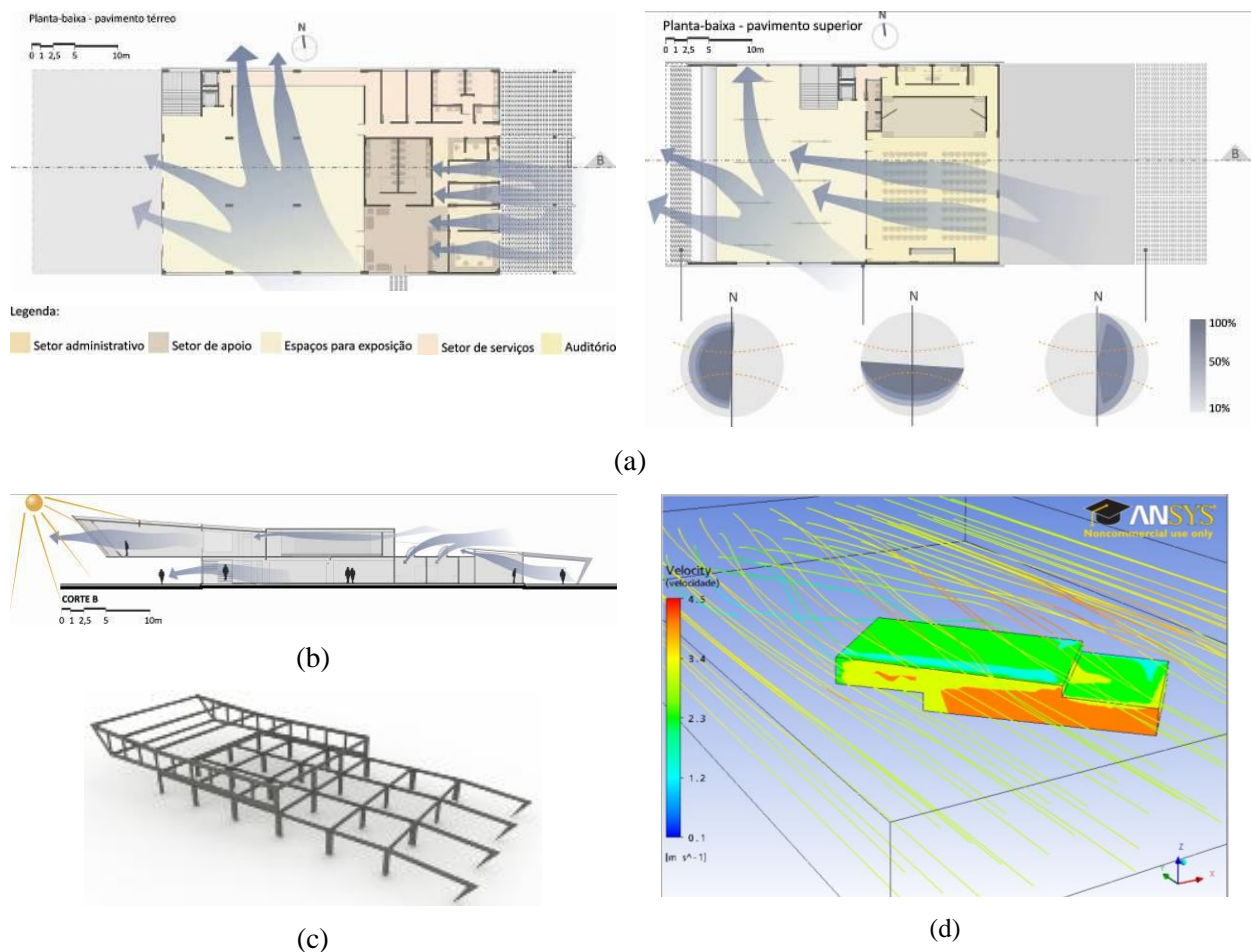 Planta-baixa - pavimento térreo
N
0 1 2,5 5 10m
B
Legenda:
Setor administrativo Setor de apoio Espaços para exposição Setor de serviços Auditório
Planta-baixa - pavimento superior
N
0 1 2,5 5 10m
B
N N N
100%
50%
10%
(a)
CORTE B
0 1 2,5 5 10m
(b)
(c)
ANSYS
Noncommercial use only
Velocity
(velocidade)
4.5
3.4
2.3
1.2
0.1
[m s^-1]
Z
Y
X
(d)